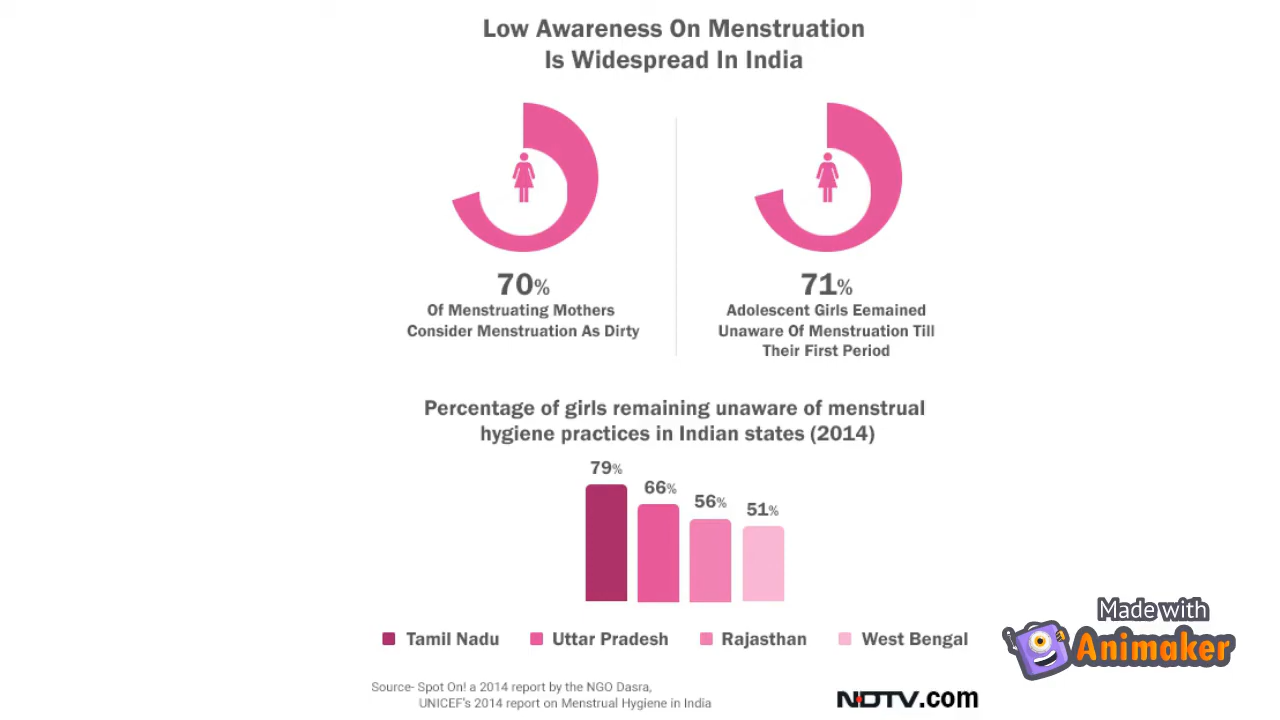 Low Awareness On Menstruation
Is Widespread In India
70%
Of Menstruating Mothers
Consider Menstruation As Dirty
71%
Adolescent Girls Eemained
Unaware Of Menstruation Till
Their First Period
Percentage of girls remaining unaware of menstrual
hygiene practices in Indian states (2014)
79%
66%
56%
51%
Tamil Nadu
Uttar Pradesh
Rajasthan
West Bengal
Made with
Animaker
Source- Spot On! a 2014 report by the NGO Dasra,
UNICEF's 2014 report on Menstrual Hygiene in India
NDTV.com